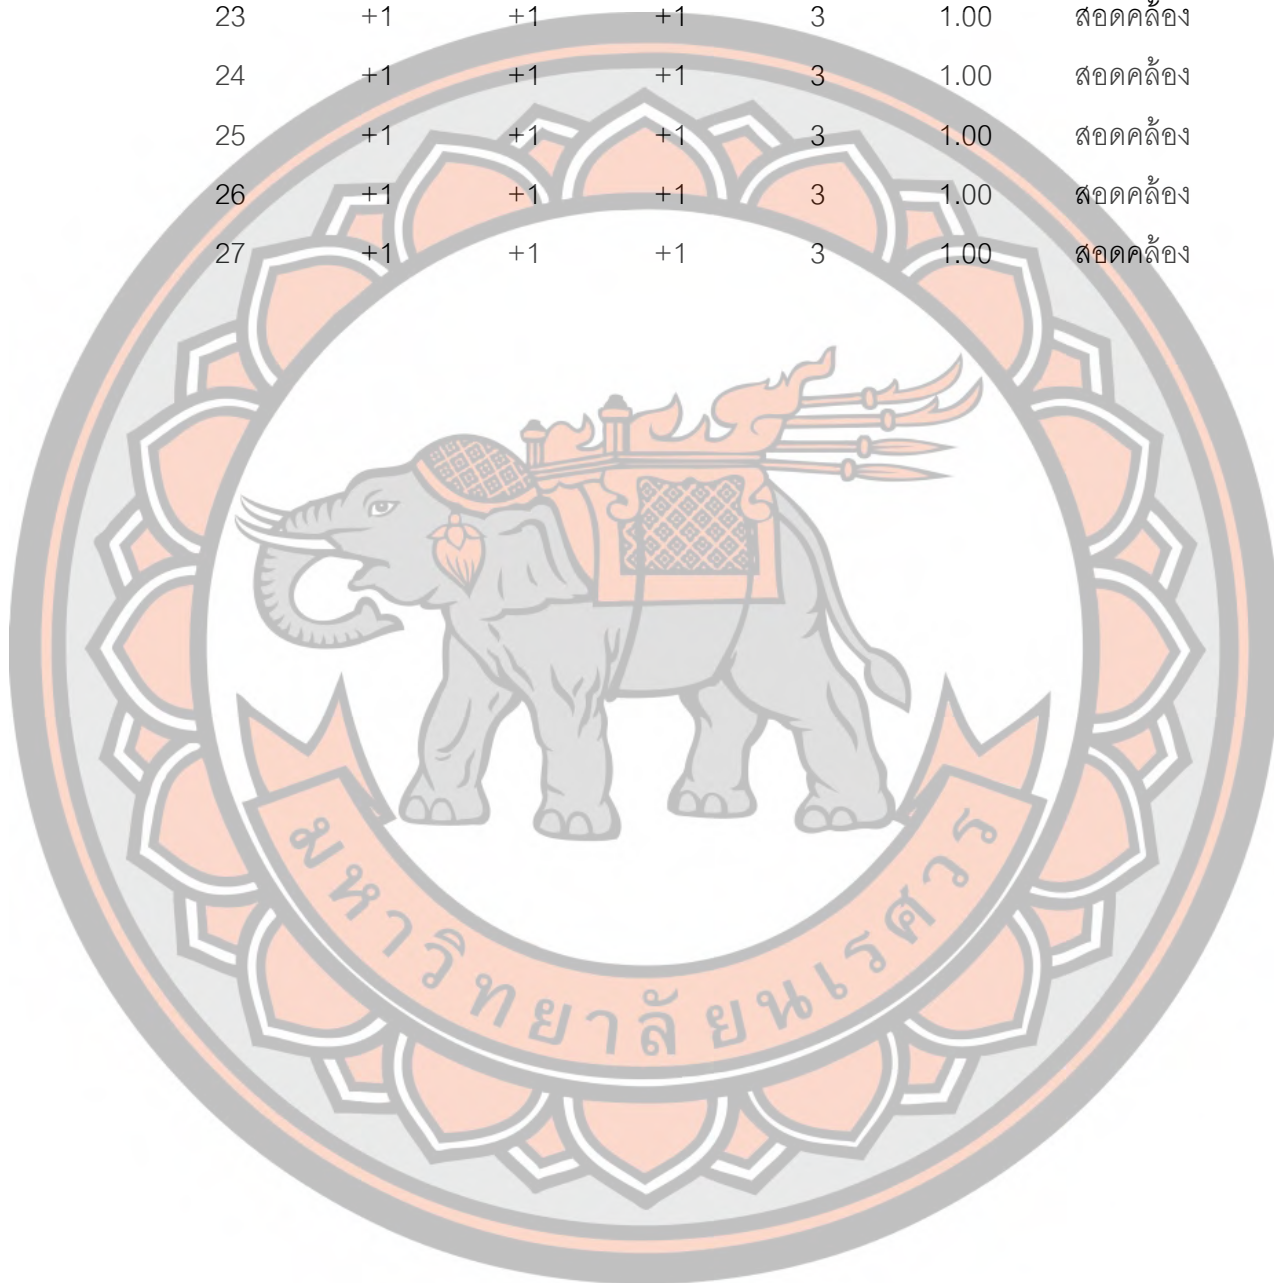 23 +1 +1 +1 3 1.00 สอดคล้อง
24 +1 +1 +1 3 1.00 สอดคล้อง
25 +1 +1 +1 3 1.00 สอดคล้อง
26 +1 +1 +1 3 1.00 สอดคล้อง
27 +1 +1 +1 3 1.00 สอดคล้อง
มหาวิทยาลัยนเรศวร